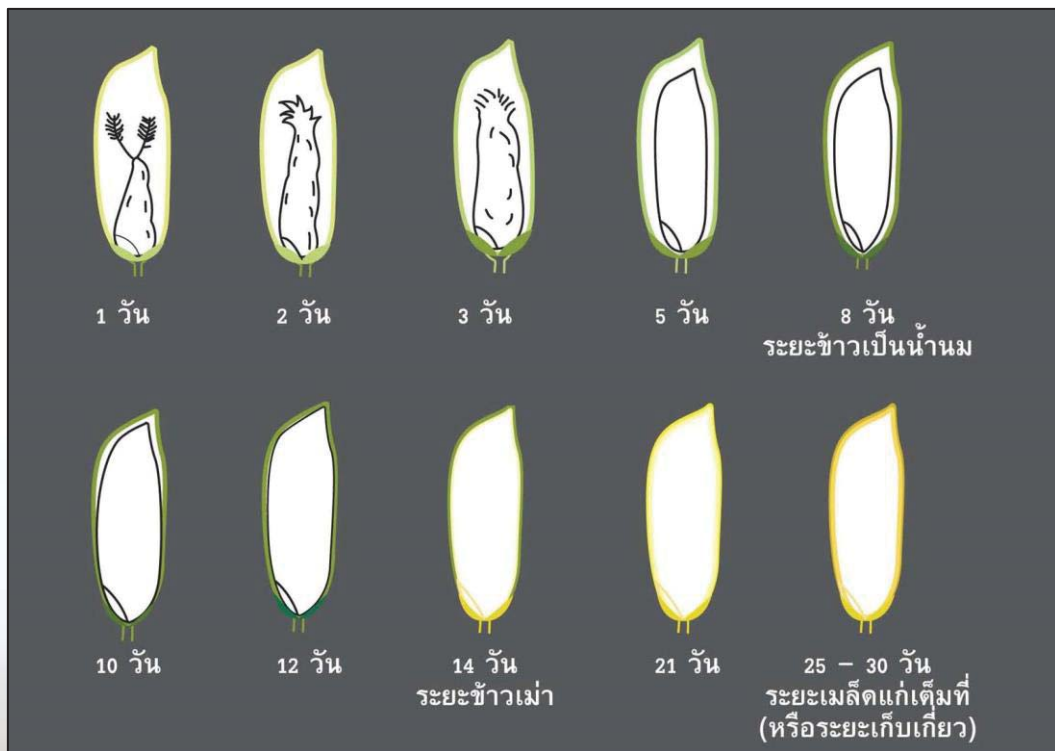 1 วัน
2 วัน
3 วัน
5 วัน
8 วัน
ระยะข้าวเป็นน้ำนม
10 วัน
12 วัน
14 วัน
ระยะข้าวเม่า
21 วัน
25 – 30 วัน
ระยะเมล็ดแก่เต็มที่
(หรือระยะเก็บเกี่ยว)